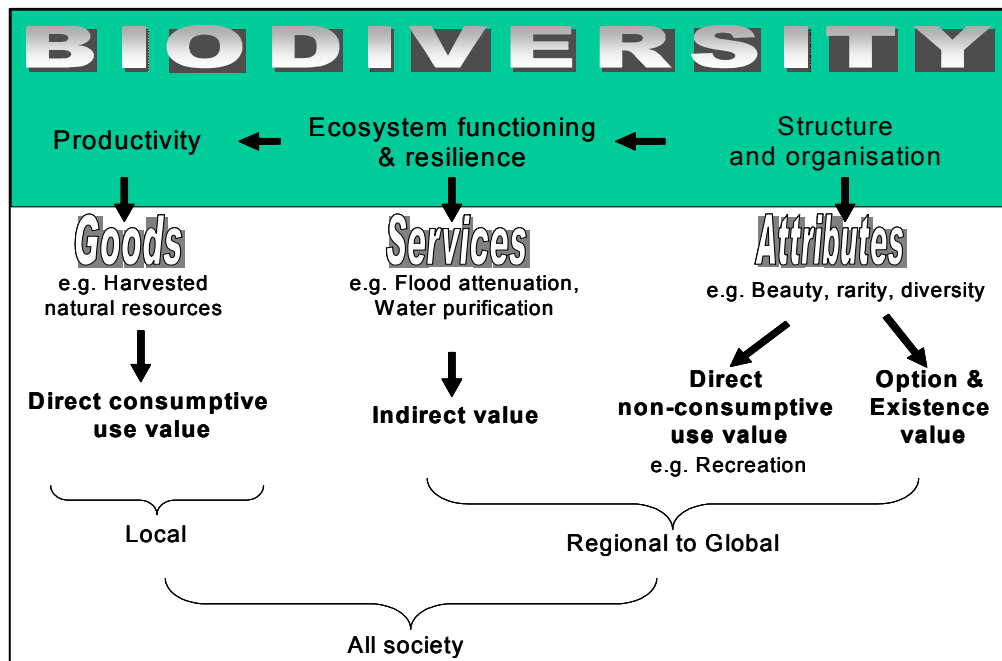 BIODIVERSITY
Productivity
Ecosystem functioning
& resilience
Structure
and organisation
Goods
e.g. Harvested
natural resources
Services
e.g. Flood attenuation,
Water purification
Attributes
e.g. Beauty, rarity, diversity
Direct consumptive
use value
Indirect value
Direct
non-consumptive
use value
e.g. Recreation
Option &
Existence
value
Local
Regional to Global
All society